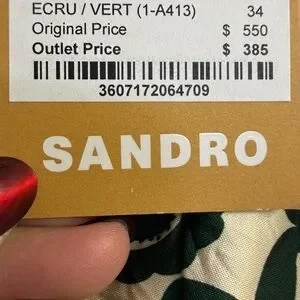 ECRU / VERT (1-A413) 34
Original Price $ 550
Outlet Price $ 385
3607172064709
SANDRO